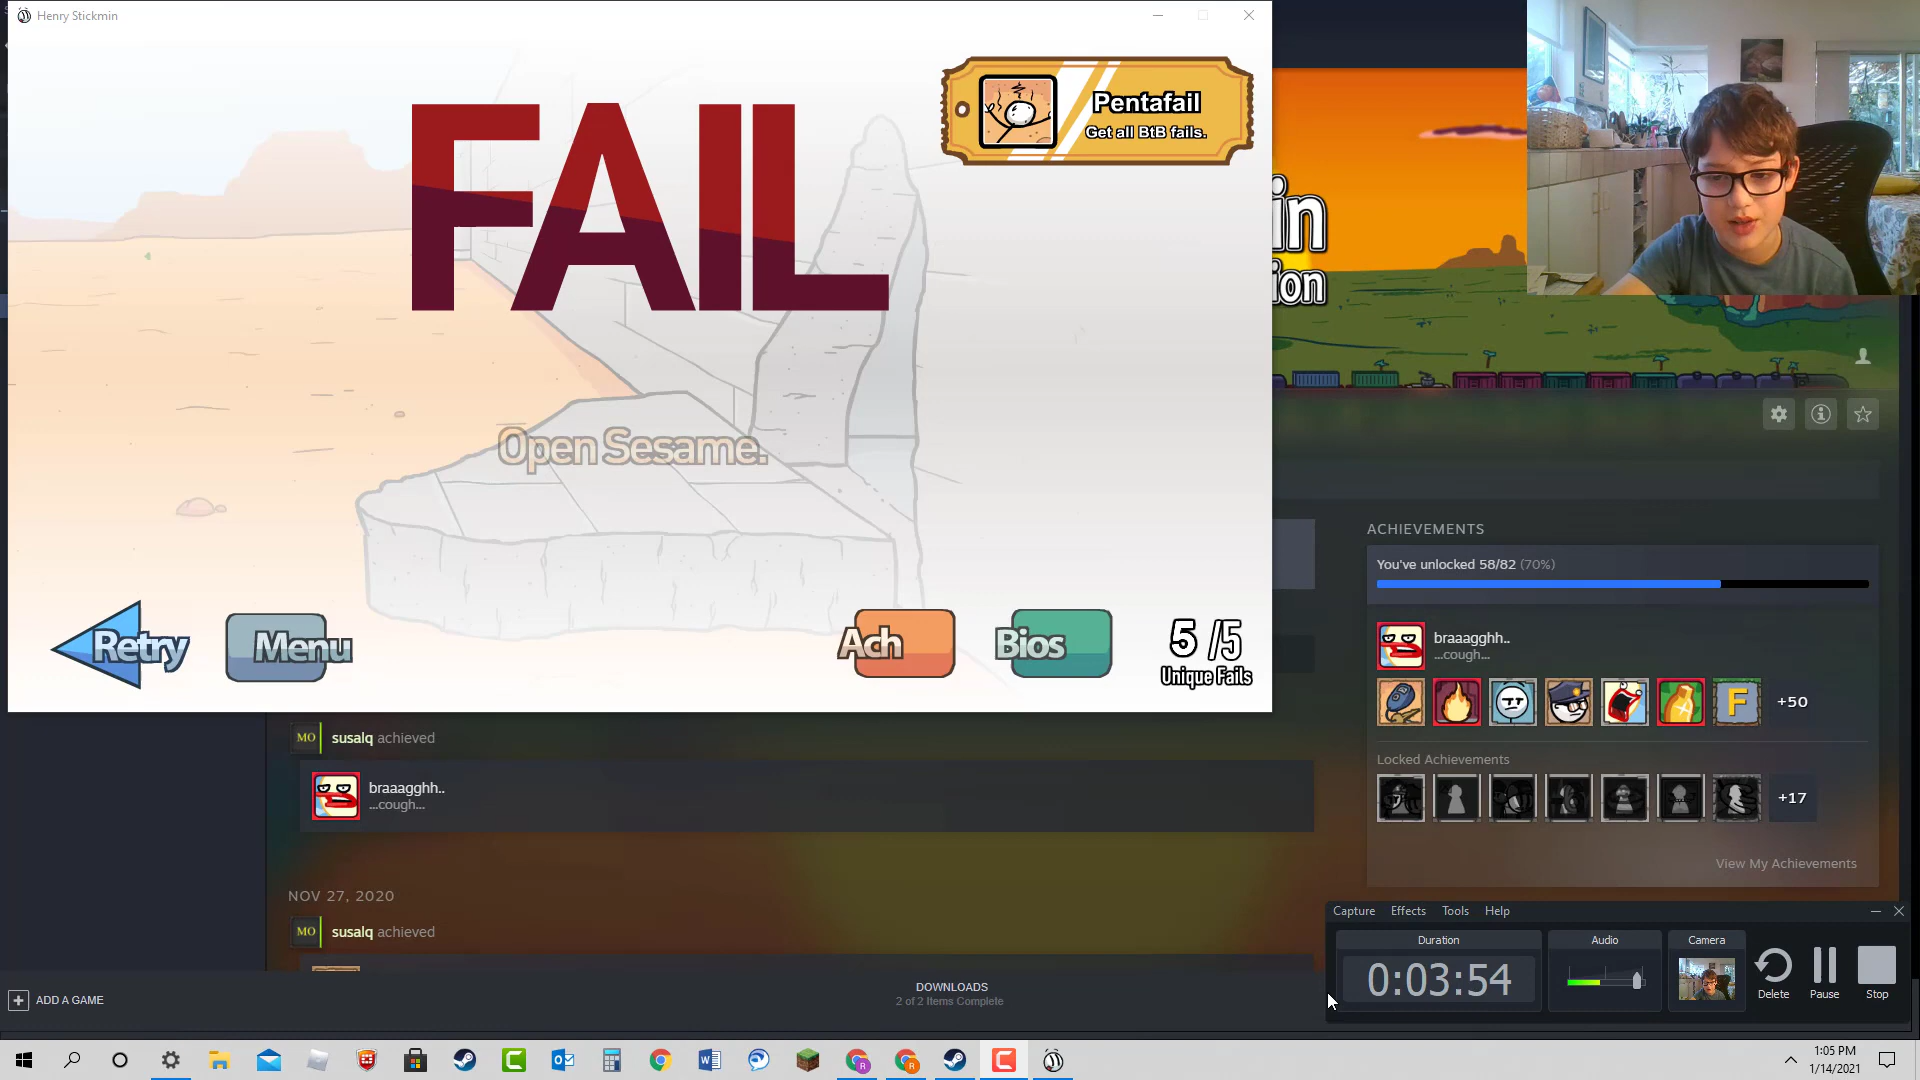 Henry Stickmin
FAIL
Pentafail
Get all BtB fails.
in
ion
Open Sesame.
Retry
Menu
Ach
Bios
5 /5
Unique Fails
ACHIEVEMENTS
You've unlocked 58/82 (70%)
braaagghh..
...cough...
F
+50
Locked Achievements
+17
View My Achievements
MO susalq achieved
braaagghh..
...cough...
NOV 27, 2020
MO susalq achieved
ADD A GAME
DOWNLOADS
2 of 2 Items Complete
Capture Effects Tools Help
Duration Audio Camera
0:03:54
Delete Pause Stop
1:05 PM
1/14/2021